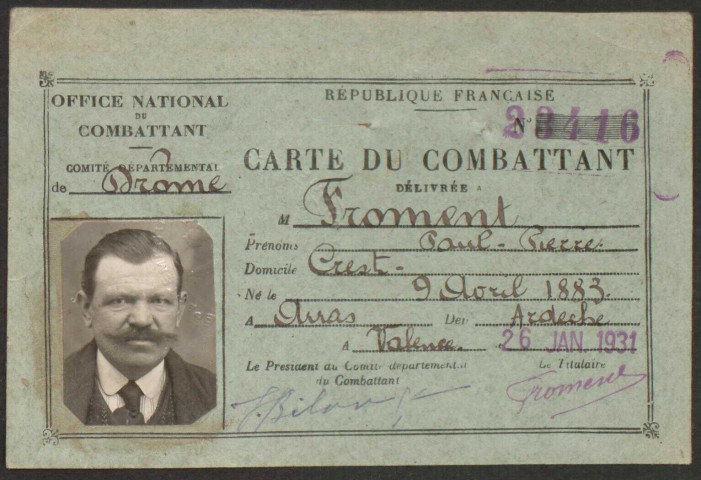 OFFICE NATIONAL
DU
COMBATTANT
COMITÉ DÉPARTEMENTAL
de Drôme
RÉPUBLIQUE FRANÇAISE
N° 28416
CARTE DU COMBATTANT
DÉLIVRÉE A
M Froment
Prénoms Paul-Pierre
Domicile Crest-
Né le 9 Avril 1883
A Arras Dep Ardeche
A Valence 26 JAN. 1931
Le Président du Comité départemental
du Combattant
Le Titulaire
Froment